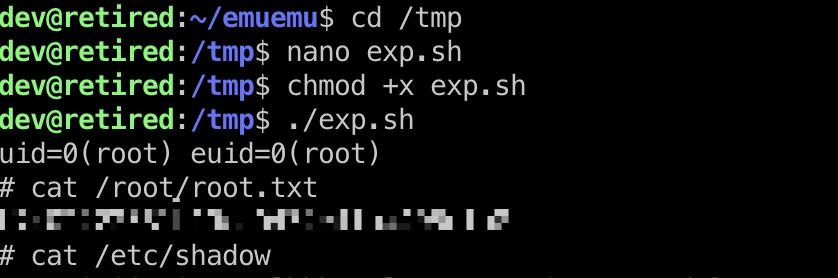 dev@retired:~/emuemu$ cd /tmp
dev@retired:/tmp$ nano exp.sh
dev@retired:/tmp$ chmod +x exp.sh
dev@retired:/tmp$ ./exp.sh
uid=0(root) euid=0(root)
# cat /root/root.txt
# cat /etc/shadow